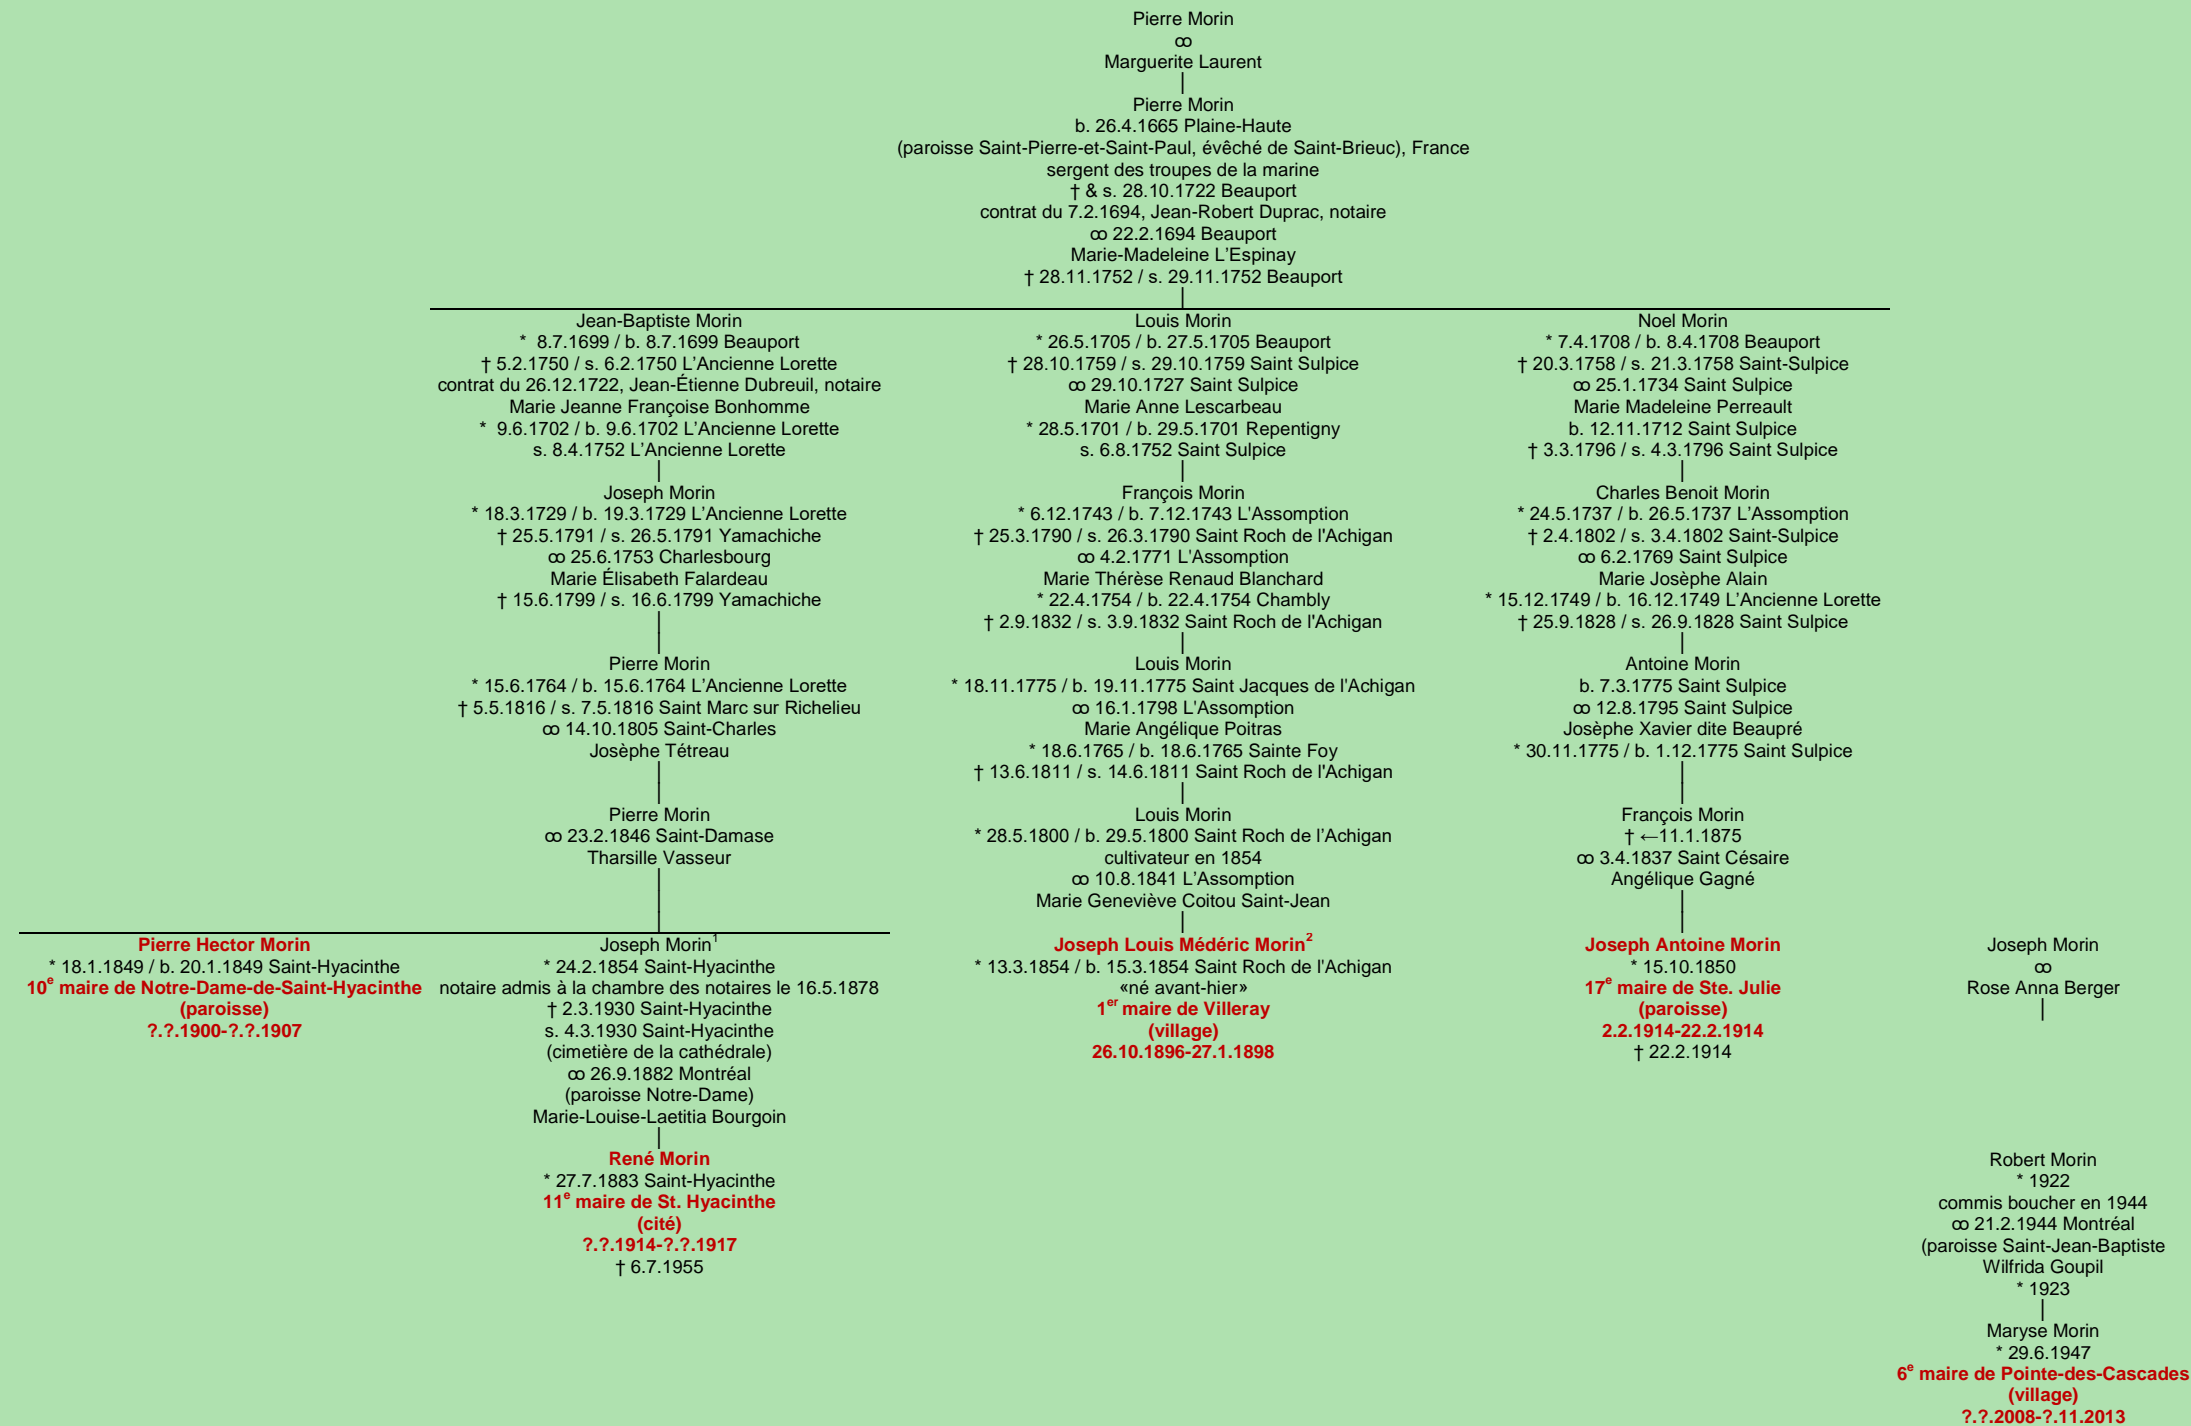 Pierre Morin
ꝏ
Marguerite Laurent
Pierre Morin
b. 26.4.1665 Plaine-Haute
(paroisse Saint-Pierre-et-Saint-Paul, évêché de Saint-Brieuc), France
sergent des troupes de la marine
† & s. 28.10.1722 Beauport
contrat du 7.2.1694, Jean-Robert Duprac, notaire
ꝏ 22.2.1694 Beauport
Marie-Madeleine L’Espinay
† 28.11.1752 / s. 29.11.1752 Beauport
Jean-Baptiste Morin
* 8.7.1699 / b. 8.7.1699 Beauport
† 5.2.1750 / s. 6.2.1750 L’Ancienne Lorette
contrat du 26.12.1722, Jean-Étienne Dubreuil, notaire
Marie Jeanne Françoise Bonhomme
* 9.6.1702 / b. 9.6.1702 L’Ancienne Lorette
s. 8.4.1752 L’Ancienne Lorette
Joseph Morin
* 18.3.1729 / b. 19.3.1729 L’Ancienne Lorette
† 25.5.1791 / s. 26.5.1791 Yamachiche
ꝏ 25.6.1753 Charlesbourg
Marie Élisabeth Falardeau
† 15.6.1799 / s. 16.6.1799 Yamachiche
Pierre Morin
* 15.6.1764 / b. 15.6.1764 L’Ancienne Lorette
† 5.5.1816 / s. 7.5.1816 Saint Marc sur Richelieu
ꝏ 14.10.1805 Saint-Charles
Josèphe Tétreau
Pierre Morin
ꝏ 23.2.1846 Saint-Damase
Tharsille Vasseur
Pierre Hector Morin
* 18.1.1849 / b. 20.1.1849 Saint-Hyacinthe
10e maire de Notre-Dame-de-Saint-Hyacinthe
(paroisse)
?.?.1900-?.?.1907
Joseph Morin1
* 24.2.1854 Saint-Hyacinthe
notaire admis à la chambre des notaires le 16.5.1878
† 2.3.1930 Saint-Hyacinthe
s. 4.3.1930 Saint-Hyacinthe
(cimetière de la cathédrale)
ꝏ 26.9.1882 Montréal
(paroisse Notre-Dame)
Marie-Louise-Laetitia Bourgoin
René Morin
* 27.7.1883 Saint-Hyacinthe
11e maire de St. Hyacinthe
(cité)
?.?.1914-?.?.1917
† 6.7.1955
Louis Morin
* 26.5.1705 / b. 27.5.1705 Beauport
† 28.10.1759 / s. 29.10.1759 Saint Sulpice
ꝏ 29.10.1727 Saint Sulpice
Marie Anne Lescarbeau
* 28.5.1701 / b. 29.5.1701 Repentigny
s. 6.8.1752 Saint Sulpice
François Morin
* 6.12.1743 / b. 7.12.1743 L'Assomption
† 25.3.1790 / s. 26.3.1790 Saint Roch de l'Achigan
ꝏ 4.2.1771 L'Assomption
Marie Thérèse Renaud Blanchard
* 22.4.1754 / b. 22.4.1754 Chambly
† 2.9.1832 / s. 3.9.1832 Saint Roch de l'Achigan
Louis Morin
* 18.11.1775 / b. 19.11.1775 Saint Jacques de l'Achigan
ꝏ 16.1.1798 L'Assomption
Marie Angélique Poitras
* 18.6.1765 / b. 18.6.1765 Sainte Foy
† 13.6.1811 / s. 14.6.1811 Saint Roch de l'Achigan
Louis Morin
* 28.5.1800 / b. 29.5.1800 Saint Roch de l’Achigan
cultivateur en 1854
ꝏ 10.8.1841 L’Assomption
Marie Geneviève Coitou Saint-Jean
Joseph Louis Médéric Morin2
* 13.3.1854 / b. 15.3.1854 Saint Roch de l'Achigan
«né avant-hier»
1er maire de Villeray
(village)
26.10.1896-27.1.1898
Noel Morin
* 7.4.1708 / b. 8.4.1708 Beauport
† 20.3.1758 / s. 21.3.1758 Saint-Sulpice
ꝏ 25.1.1734 Saint Sulpice
Marie Madeleine Perreault
b. 12.11.1712 Saint Sulpice
† 3.3.1796 / s. 4.3.1796 Saint Sulpice
Charles Benoit Morin
* 24.5.1737 / b. 26.5.1737 L’Assomption
† 2.4.1802 / s. 3.4.1802 Saint-Sulpice
ꝏ 6.2.1769 Saint Sulpice
Marie Josèphe Alain
* 15.12.1749 / b. 16.12.1749 L’Ancienne Lorette
† 25.9.1828 / s. 26.9.1828 Saint Sulpice
Antoine Morin
b. 7.3.1775 Saint Sulpice
ꝏ 12.8.1795 Saint Sulpice
Josèphe Xavier dite Beaupré
* 30.11.1775 / b. 1.12.1775 Saint Sulpice
François Morin
† ←11.1.1875
ꝏ 3.4.1837 Saint Césaire
Angélique Gagné
Joseph Antoine Morin
* 15.10.1850
17e maire de Ste. Julie
(paroisse)
2.2.1914-22.2.1914
† 22.2.1914
Joseph Morin
ꝏ
Rose Anna Berger
Robert Morin
* 1922
commis boucher en 1944
ꝏ 21.2.1944 Montréal
(paroisse Saint-Jean-Baptiste
Wilfrida Goupil
* 1923
Maryse Morin
* 29.6.1947
6e maire de Pointe-des-Cascades
(village)
?.?.2008-?.11.2013